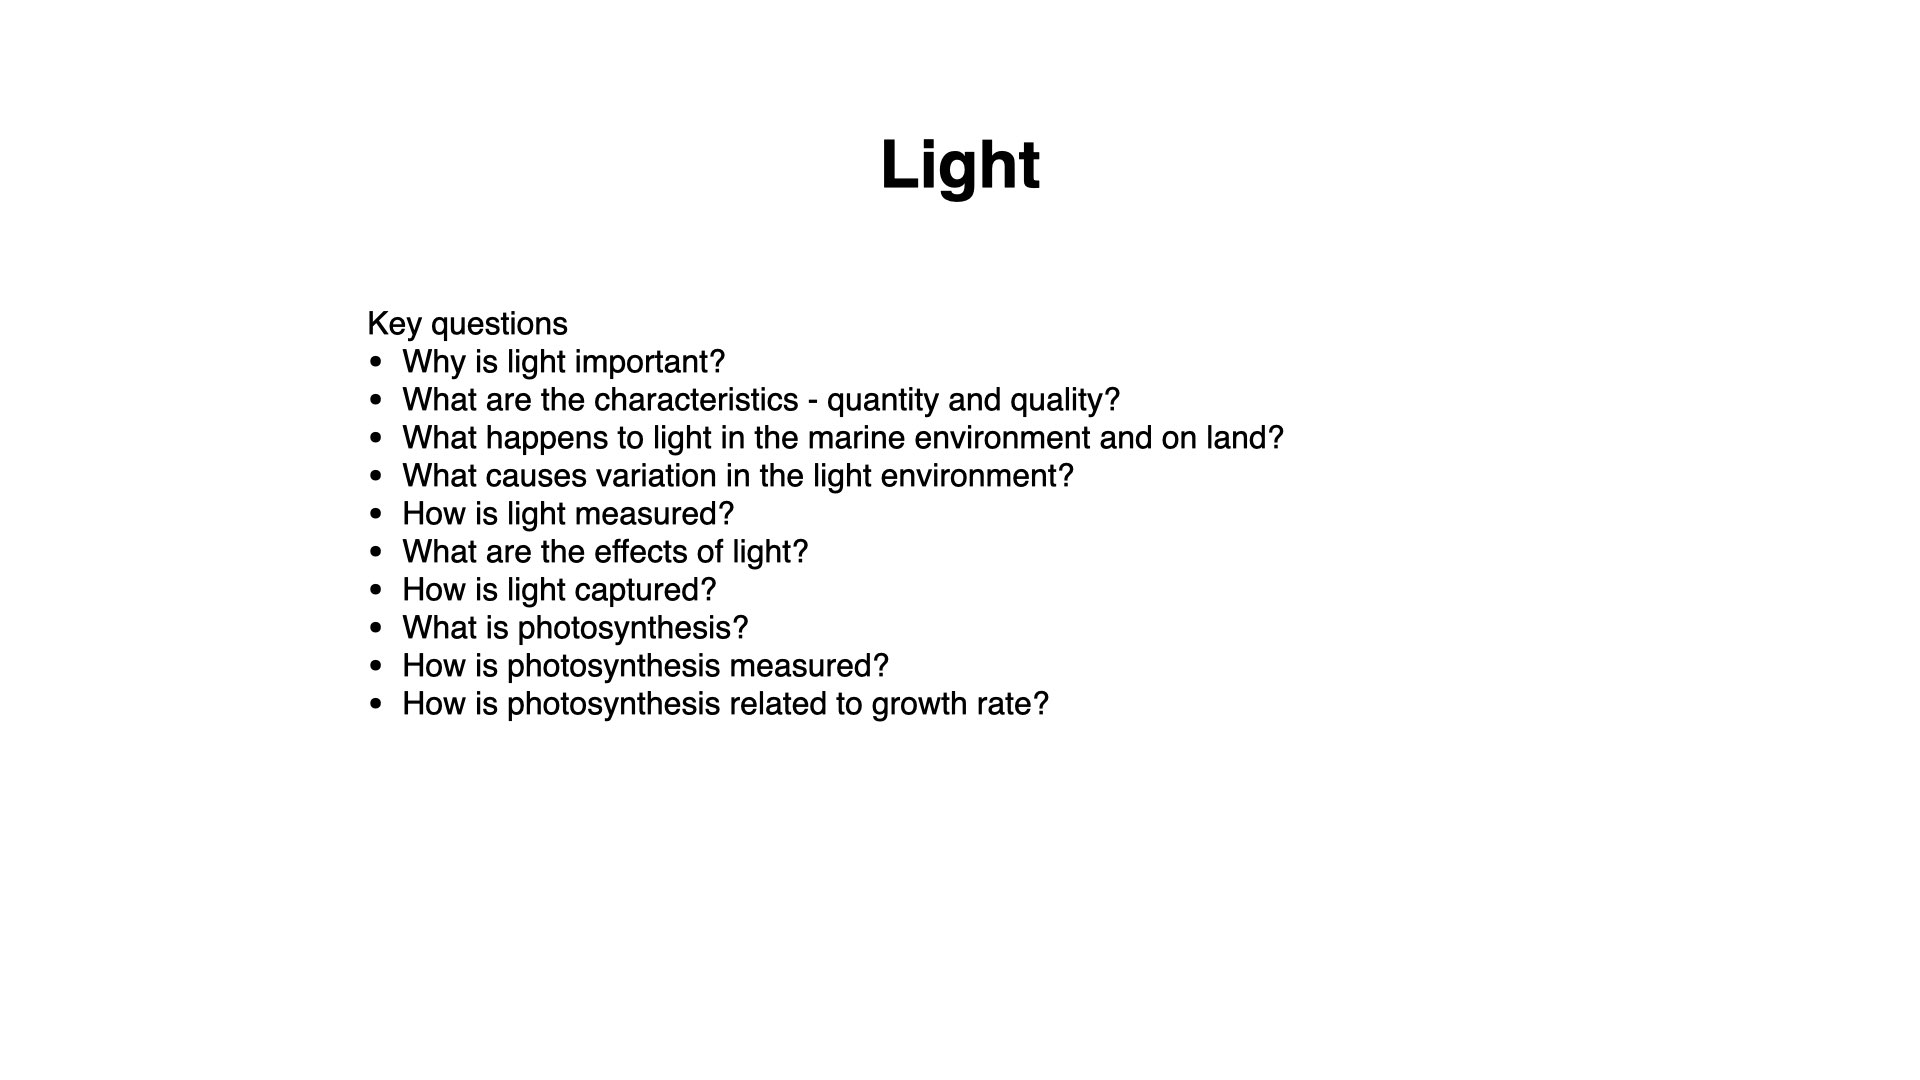 Light
Key questions
• Why is light important?
• What are the characteristics - quantity and quality?
• What happens to light in the marine environment and on land?
• What causes variation in the light environment?
• How is light measured?
• What are the effects of light?
• How is light captured?
• What is photosynthesis?
• How is photosynthesis measured?
• How is photosynthesis related to growth rate?